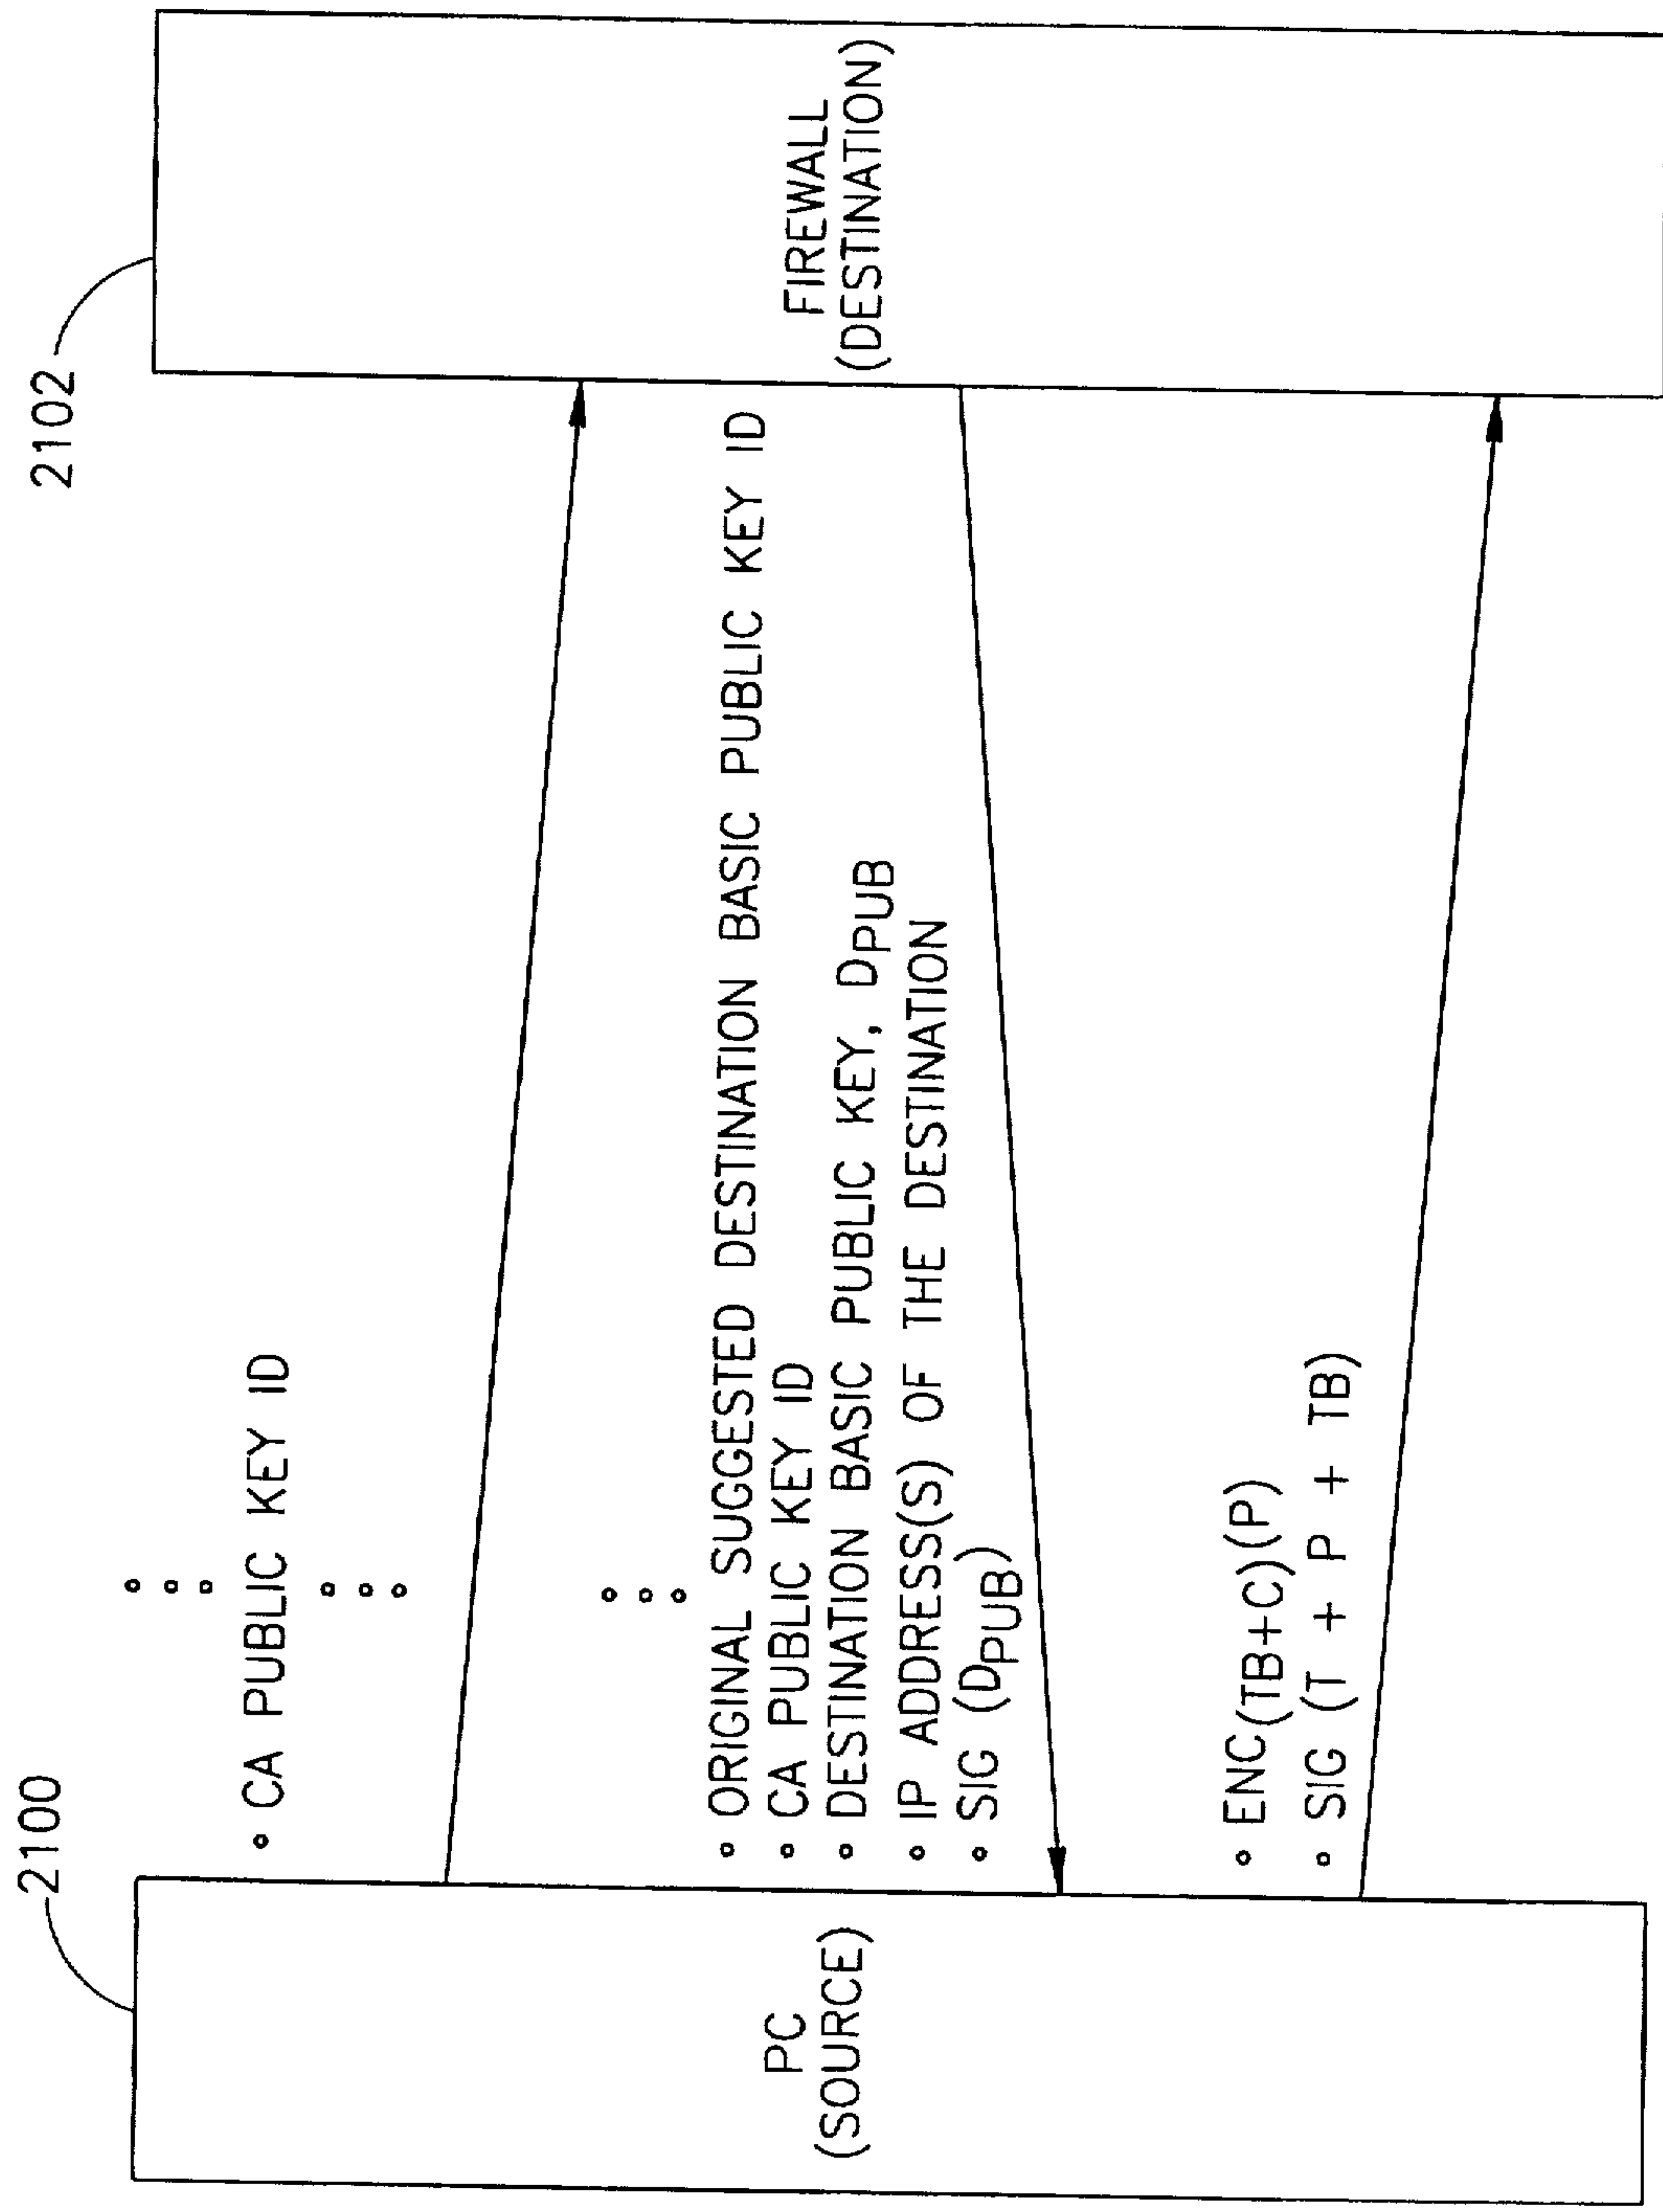 2100
2102
PC
(SOURCE)
FIREWALL
(DESTINATION)
• CA PUBLIC KEY ID
• ORIGINAL SUGGESTED DESTINATION BASIC PUBLIC KEY ID
• CA PUBLIC KEY ID
• DESTINATION BASIC PUBLIC KEY, DPUB
• IP ADDRESS(S) OF THE DESTINATION
• SIG (DPUB)
• ENC(TB+C)(P)
• SIG (T + P + TB)